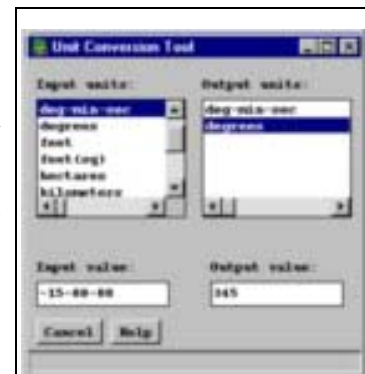 Unit Conversion Tool
Input units: Output units:
deg-min-sec deg-min-sec
degrees degrees
feet
feet(sq)
hectares
kilometers
Input value: Output value:
-15-00-00 345
Cancel Help